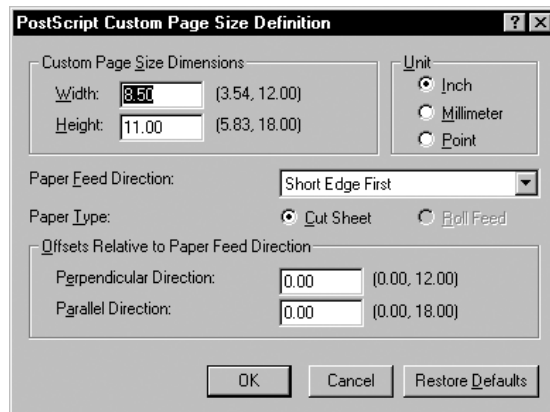 PostScript Custom Page Size Definition
Custom Page Size Dimensions
Width: 8.50 (3.54, 12.00)
Height: 11.00 (5.83, 18.00)
Unit
Inch
Millimeter
Point
Paper Feed Direction: Short Edge First
Paper Type: Cut Sheet Roll Feed
Offsets Relative to Paper Feed Direction
Perpendicular Direction: 0.00 (0.00, 12.00)
Parallel Direction: 0.00 (0.00, 18.00)
OK Cancel Restore Defaults